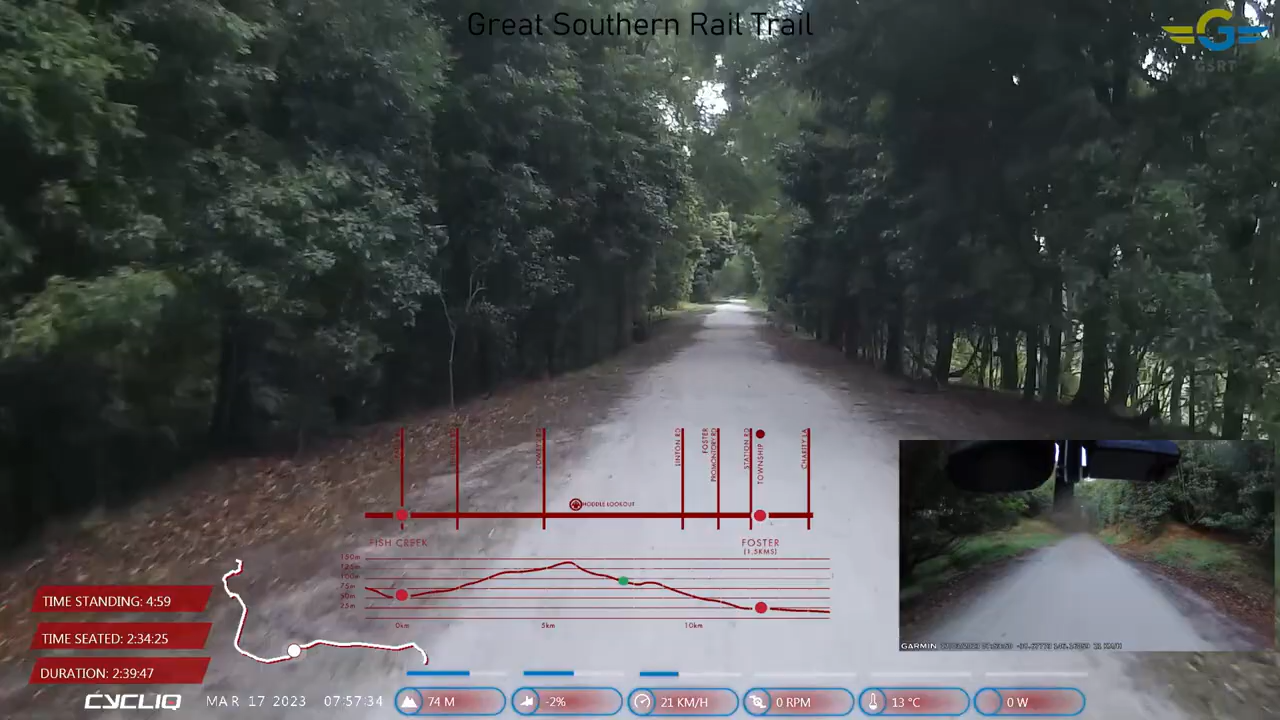 Great Southern Rail Trail
GSRT
LINTON RD
FOSTER
PROMONTORY RD
STATION RD
TOWNSHIP
CHARITY LA
HODDLE LOOKOUT
FISH CREEK
FOSTER
(1.5KMS)
150m
125m
100m
75m
50m
25m
0km
5km
10km
TIME STANDING: 4:59
TIME SEATED: 2:34:25
DURATION: 2:39:47
CYCLIQ
MAR 17 2023 07:57:34
74 M
-2%
21 KM/H
0 RPM
13 °C
0 W
GARMIN
21 KM/H